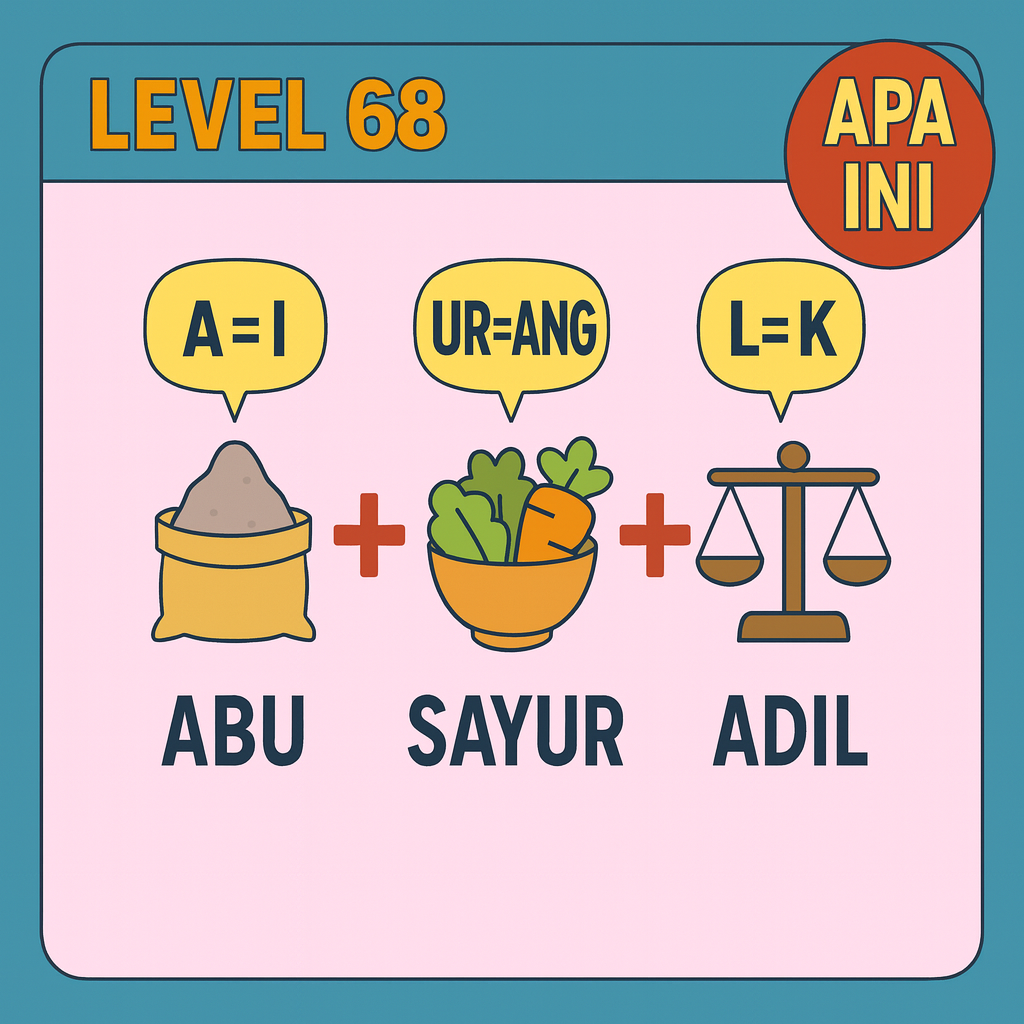 LEVEL 68
APA
INI
A = I
UR=ANG
L=K
ABU
SAYUR
ADIL